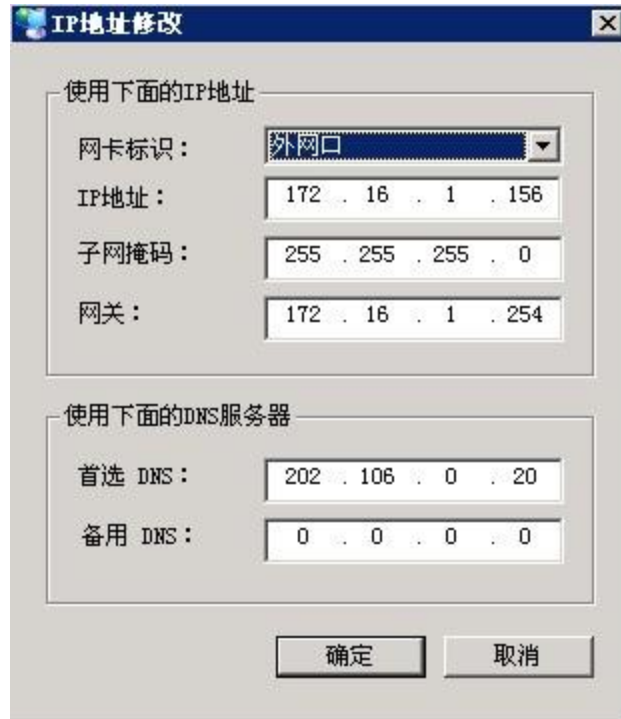 IP地址修改
使用下面的IP地址
网卡标识： 外网口
IP地址： 172 . 16 . 1 . 156
子网掩码： 255 . 255 . 255 . 0
网关： 172 . 16 . 1 . 254
使用下面的DNS服务器
首选 DNS： 202 . 106 . 0 . 20
备用 DNS： 0 . 0 . 0 . 0
确定 取消